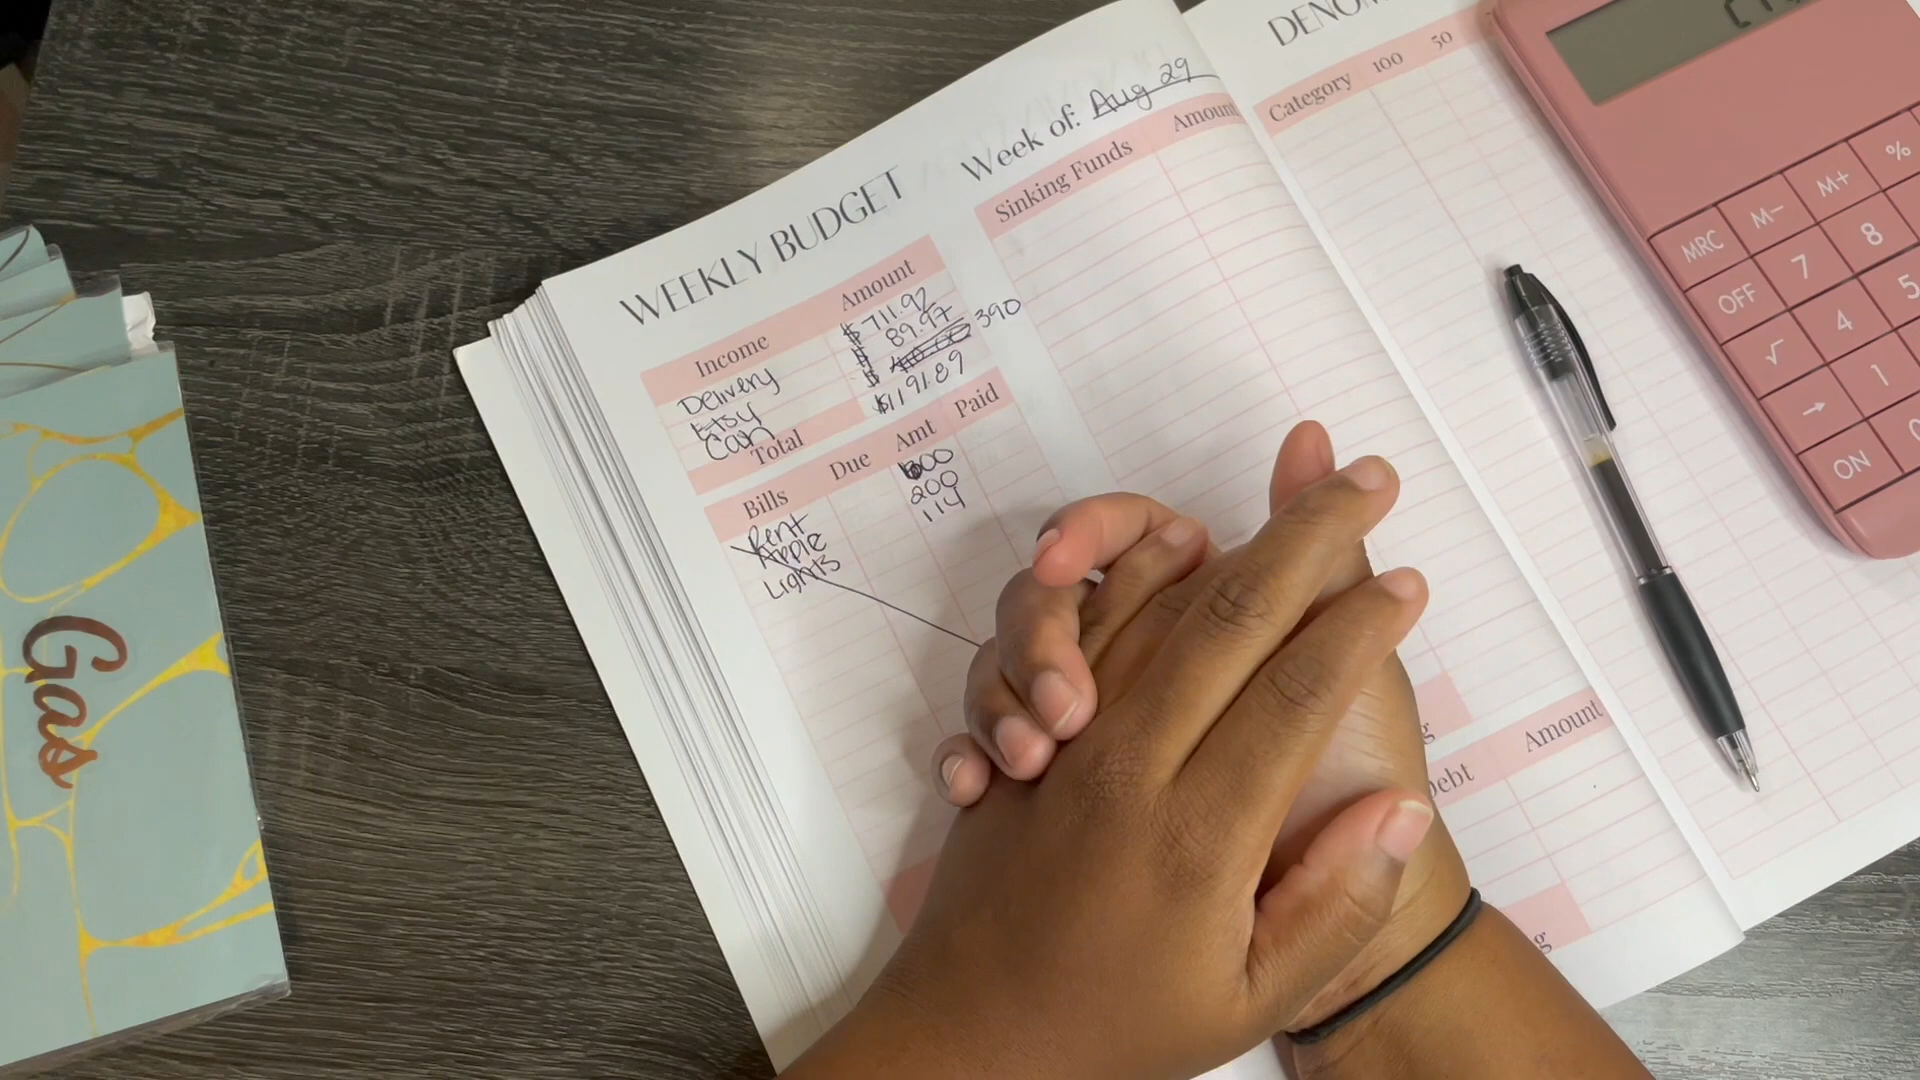 WEEKLY BUDGET
Week of: Aug 29
Income Amount
Delivery $ 711.92
Etsy $ 89.97
Cash $ 390
Total $1191.89
Bills Due Amt Paid
Rent 300
Apple 200
Lights 114
Sinking Funds Amount
Debt Amount
Category 100 50
Gas
MRC M- M+ %
OFF 7 8
√ 4 5
→ 1
ON 0